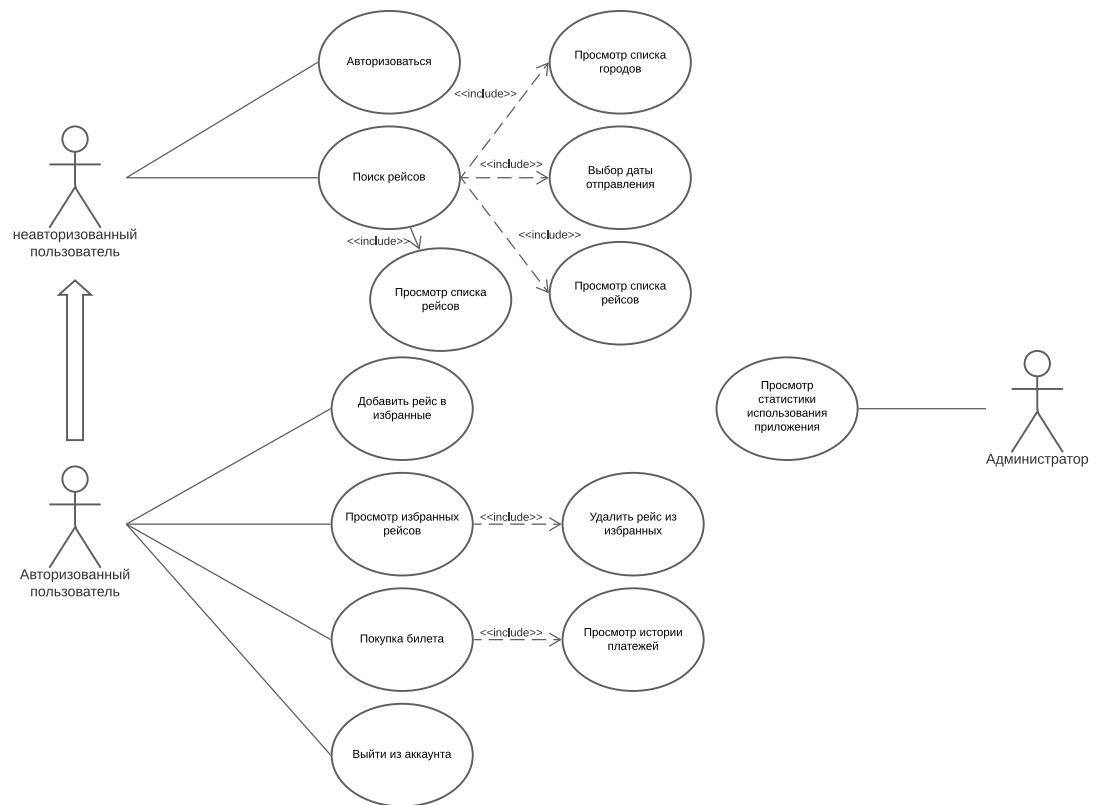 Авторизоваться
Просмотр списка
городов
<<include>>
Поиск рейсов
<<include>>
Выбор даты
отправления
неавторизованный
пользователь
<<include>>
<<include>>
Просмотр списка
рейсов
Просмотр списка
рейсов
Добавить рейс в
избранные
Просмотр
статистики
использования
приложения
Администратор
Просмотр избранных
рейсов
<<include>>
Удалить рейс из
избранных
Авторизованный
пользователь
Покупка билета
<<include>>
Просмотр истории
платежей
Выйти из аккаунта